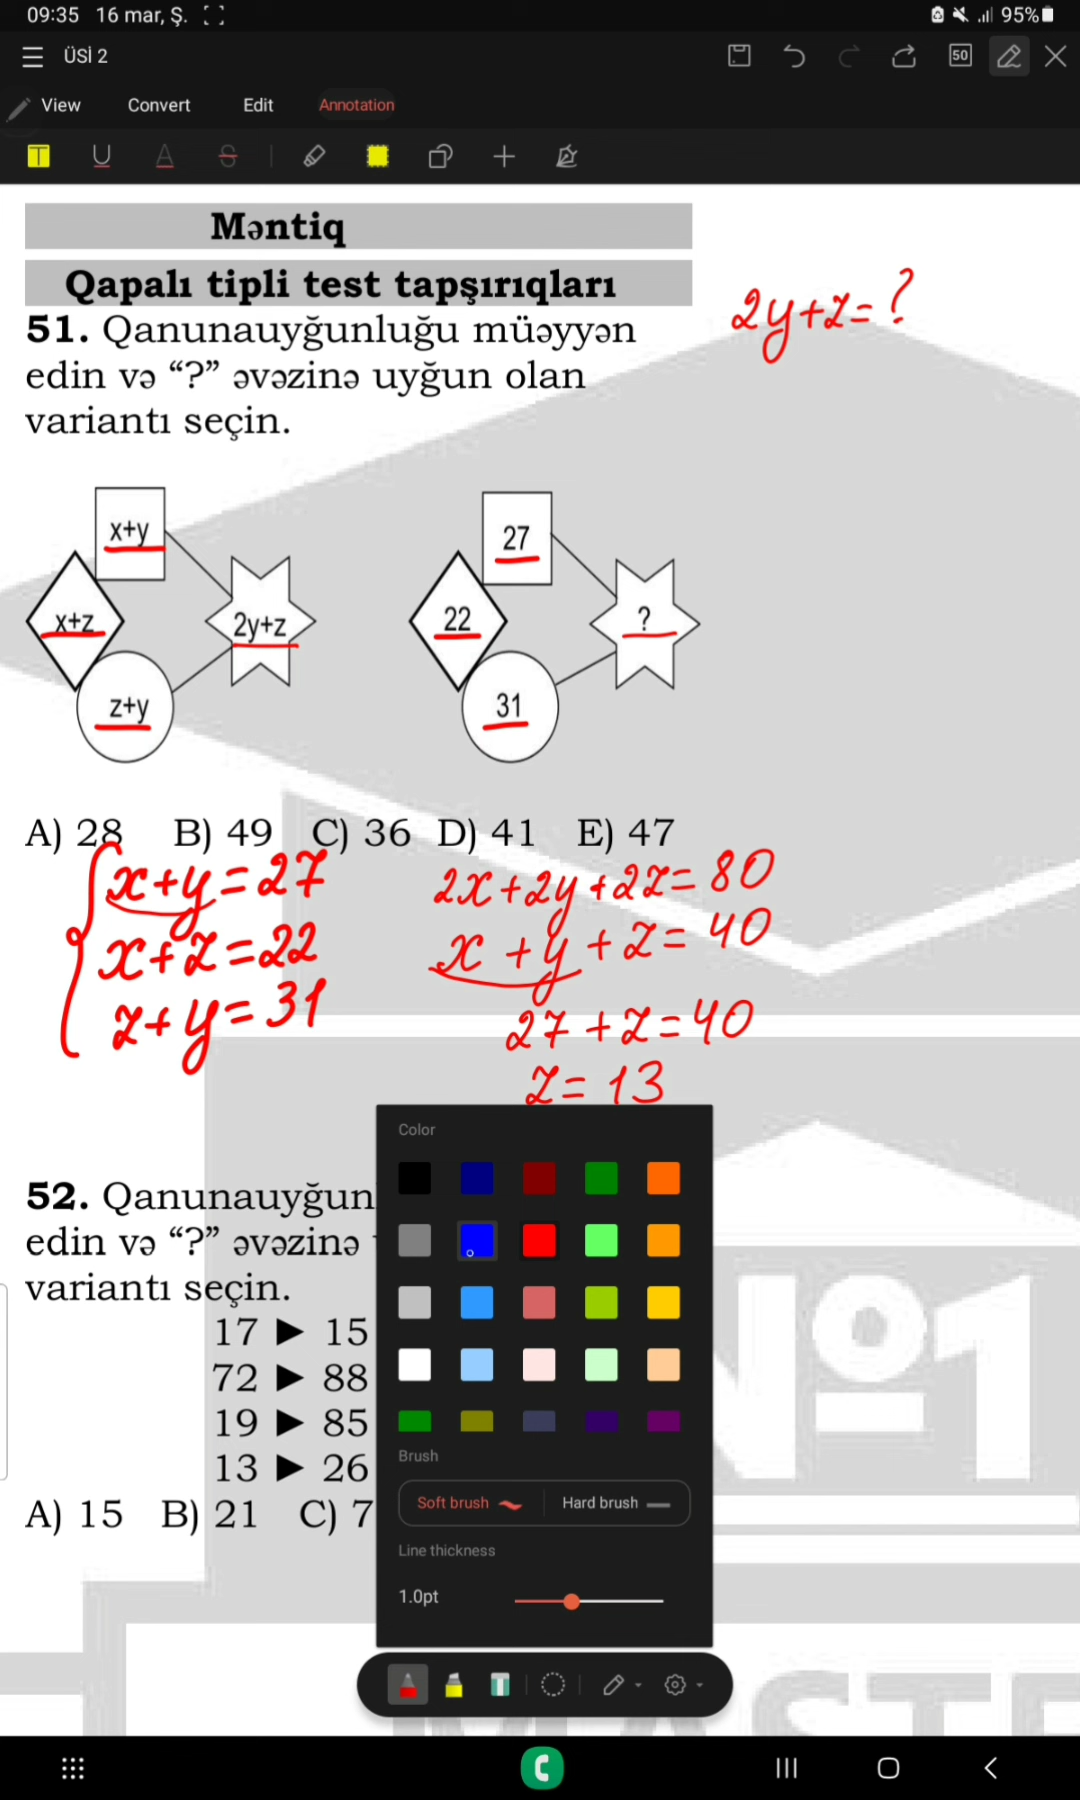 09:35 16 mar, Ş. 95%
ÜSİ 2
50
View Convert Edit Annotation
T U A S
Məntiq
Qapalı tipli test tapşırıqları
2y+z=?
51. Qanunauyğunluğu müəyyən
edin və “?” əvəzinə uyğun olan
variantı seçin.
x+y
x+z
2y+z
z+y
27
22
?
31
A) 28 B) 49 C) 36 D) 41 E) 47
x+y=27
x+z=22
z+y=31
2x+2y+2z=80
x+y+z=40
27+z=40
z=13
52. Qanunauyğun
edin və “?” əvəzinə
variantı seçin.
17 ▶ 15
72 ▶ 88
19 ▶ 85
13 ▶ 26
A) 15 B) 21 C) 7
Color
Brush
Soft brush Hard brush
Line thickness
1.0pt
№1